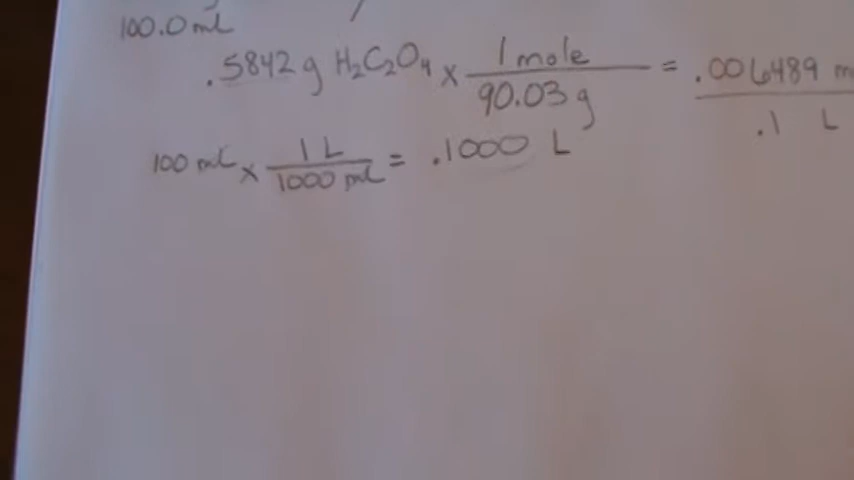 100.0 ml
.5842 g H₂C₂O₄ x 1 mole / 90.03 g = .006489 m / .1 L
100 mL x 1 L / 1000 mL = .1000 L